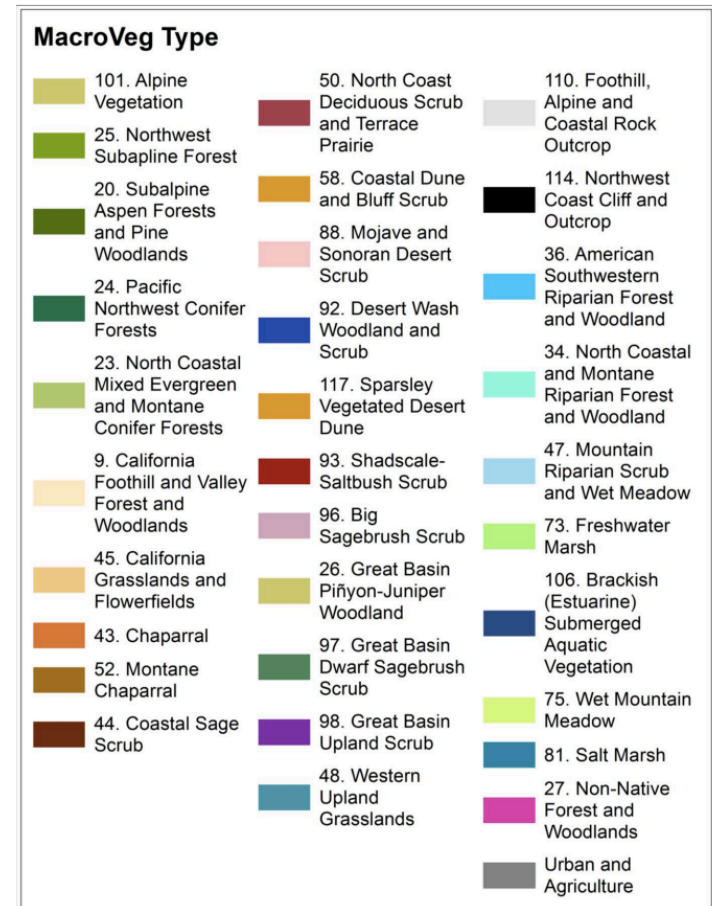 MacroVeg Type
101. Alpine
Vegetation
25. Northwest
Subapline Forest
20. Subalpine
Aspen Forests
and Pine
Woodlands
24. Pacific
Northwest Conifer
Forests
23. North Coastal
Mixed Evergreen
and Montane
Conifer Forests
9. California
Foothill and Valley
Forest and
Woodlands
45. California
Grasslands and
Flowerfields
43. Chaparral
52. Montane
Chaparral
44. Coastal Sage
Scrub
50. North Coast
Deciduous Scrub
and Terrace
Prairie
58. Coastal Dune
and Bluff Scrub
88. Mojave and
Sonoran Desert
Scrub
92. Desert Wash
Woodland and
Scrub
117. Sparsley
Vegetated Desert
Dune
93. Shadscale-
Saltbush Scrub
96. Big
Sagebrush Scrub
26. Great Basin
Piñyon-Juniper
Woodland
97. Great Basin
Dwarf Sagebrush
Scrub
98. Great Basin
Upland Scrub
48. Western
Upland
Grasslands
110. Foothill,
Alpine and
Coastal Rock
Outcrop
114. Northwest
Coast Cliff and
Outcrop
36. American
Southwestern
Riparian Forest
and Woodland
34. North Coastal
and Montane
Riparian Forest
and Woodland
47. Mountain
Riparian Scrub
and Wet Meadow
73. Freshwater
Marsh
106. Brackish
(Estuarine)
Submerged
Aquatic
Vegetation
75. Wet Mountain
Meadow
81. Salt Marsh
27. Non-Native
Forest and
Woodlands
Urban and
Agriculture